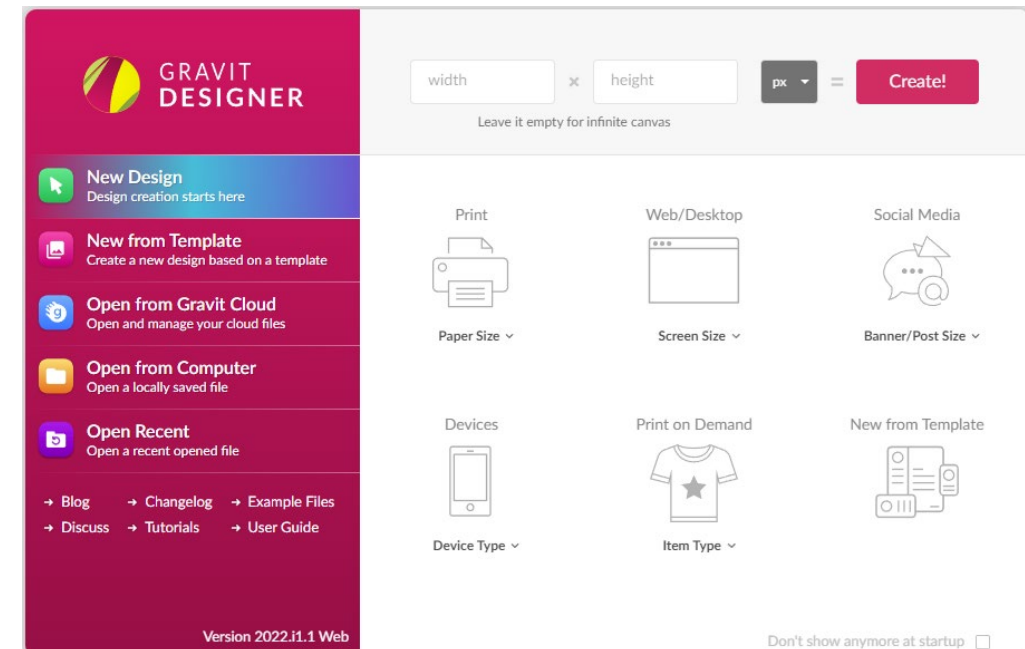 GRAVIT
DESIGNER
width × height px = Create!
Leave it empty for infinite canvas
New Design
Design creation starts here
New from Template
Create a new design based on a template
Open from Gravit Cloud
Open and manage your cloud files
Open from Computer
Open a locally saved file
Open Recent
Open a recent opened file
→ Blog → Changelog → Example Files
→ Discuss → Tutorials → User Guide
Version 2022.i1.1 Web
Print Web/Desktop Social Media
Paper Size Screen Size Banner/Post Size
Devices Print on Demand New from Template
Device Type Item Type
Don't show anymore at startup